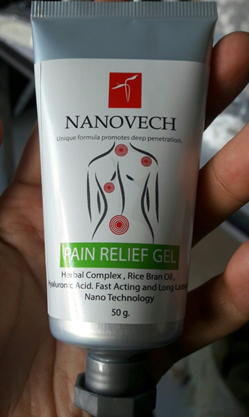 NANOVECH
Unique formula promotes deep penetration.
PAIN RELIEF GEL
Herbal Complex, Rice Bran Oil,
Hyaluronic Acid. Fast Acting and Long Lasting
Nano Technology
50 g.